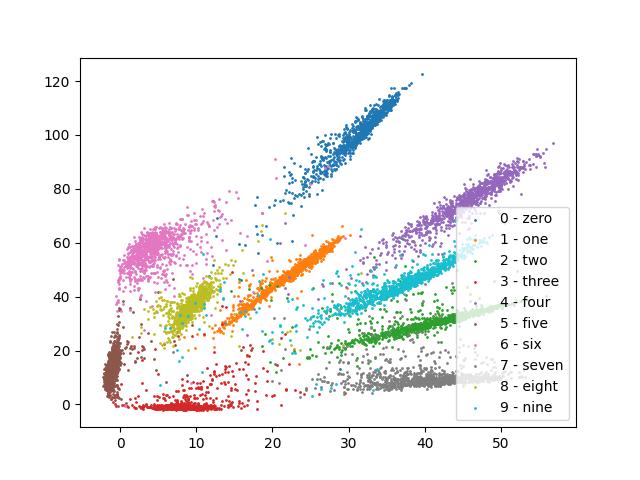 120
100
80
60
40
20
0
0 10 20 30 40 50
0 - zero
1 - one
2 - two
3 - three
4 - four
5 - five
6 - six
7 - seven
8 - eight
9 - nine